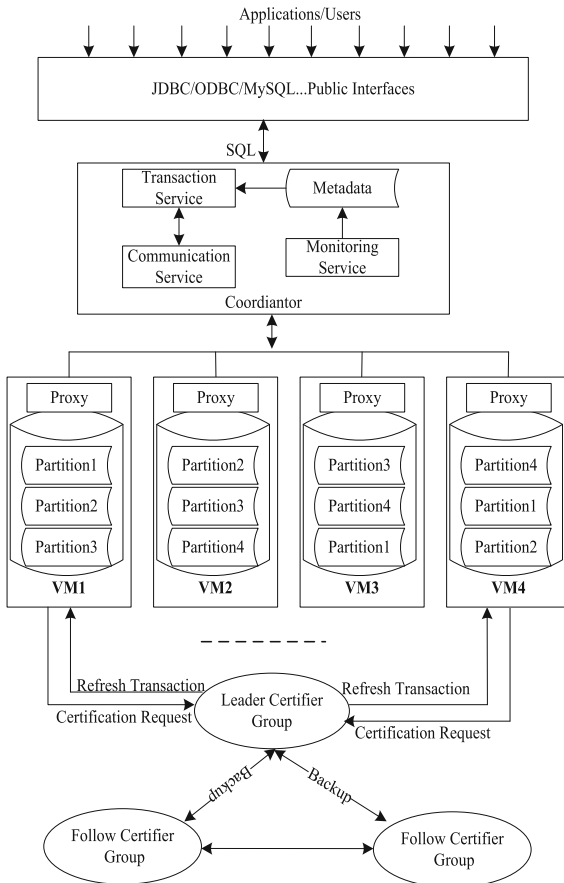 Applications/Users
JDBC/ODBC/MySQL...Public Interfaces
SQL
Transaction
Service
Metadata
Communication
Service
Monitoring
Service
Coordiantor
Proxy
Proxy
Proxy
Proxy
Partition1
Partition2
Partition3
VM1
Partition2
Partition3
Partition4
VM2
Partition3
Partition4
Partition1
VM3
Partition4
Partition1
Partition2
VM4
Refresh Transaction
Certification Request
Leader Certifier
Group
Refresh Transaction
Certification Request
Backup
Backup
Follow Certifier
Group
Follow Certifier
Group